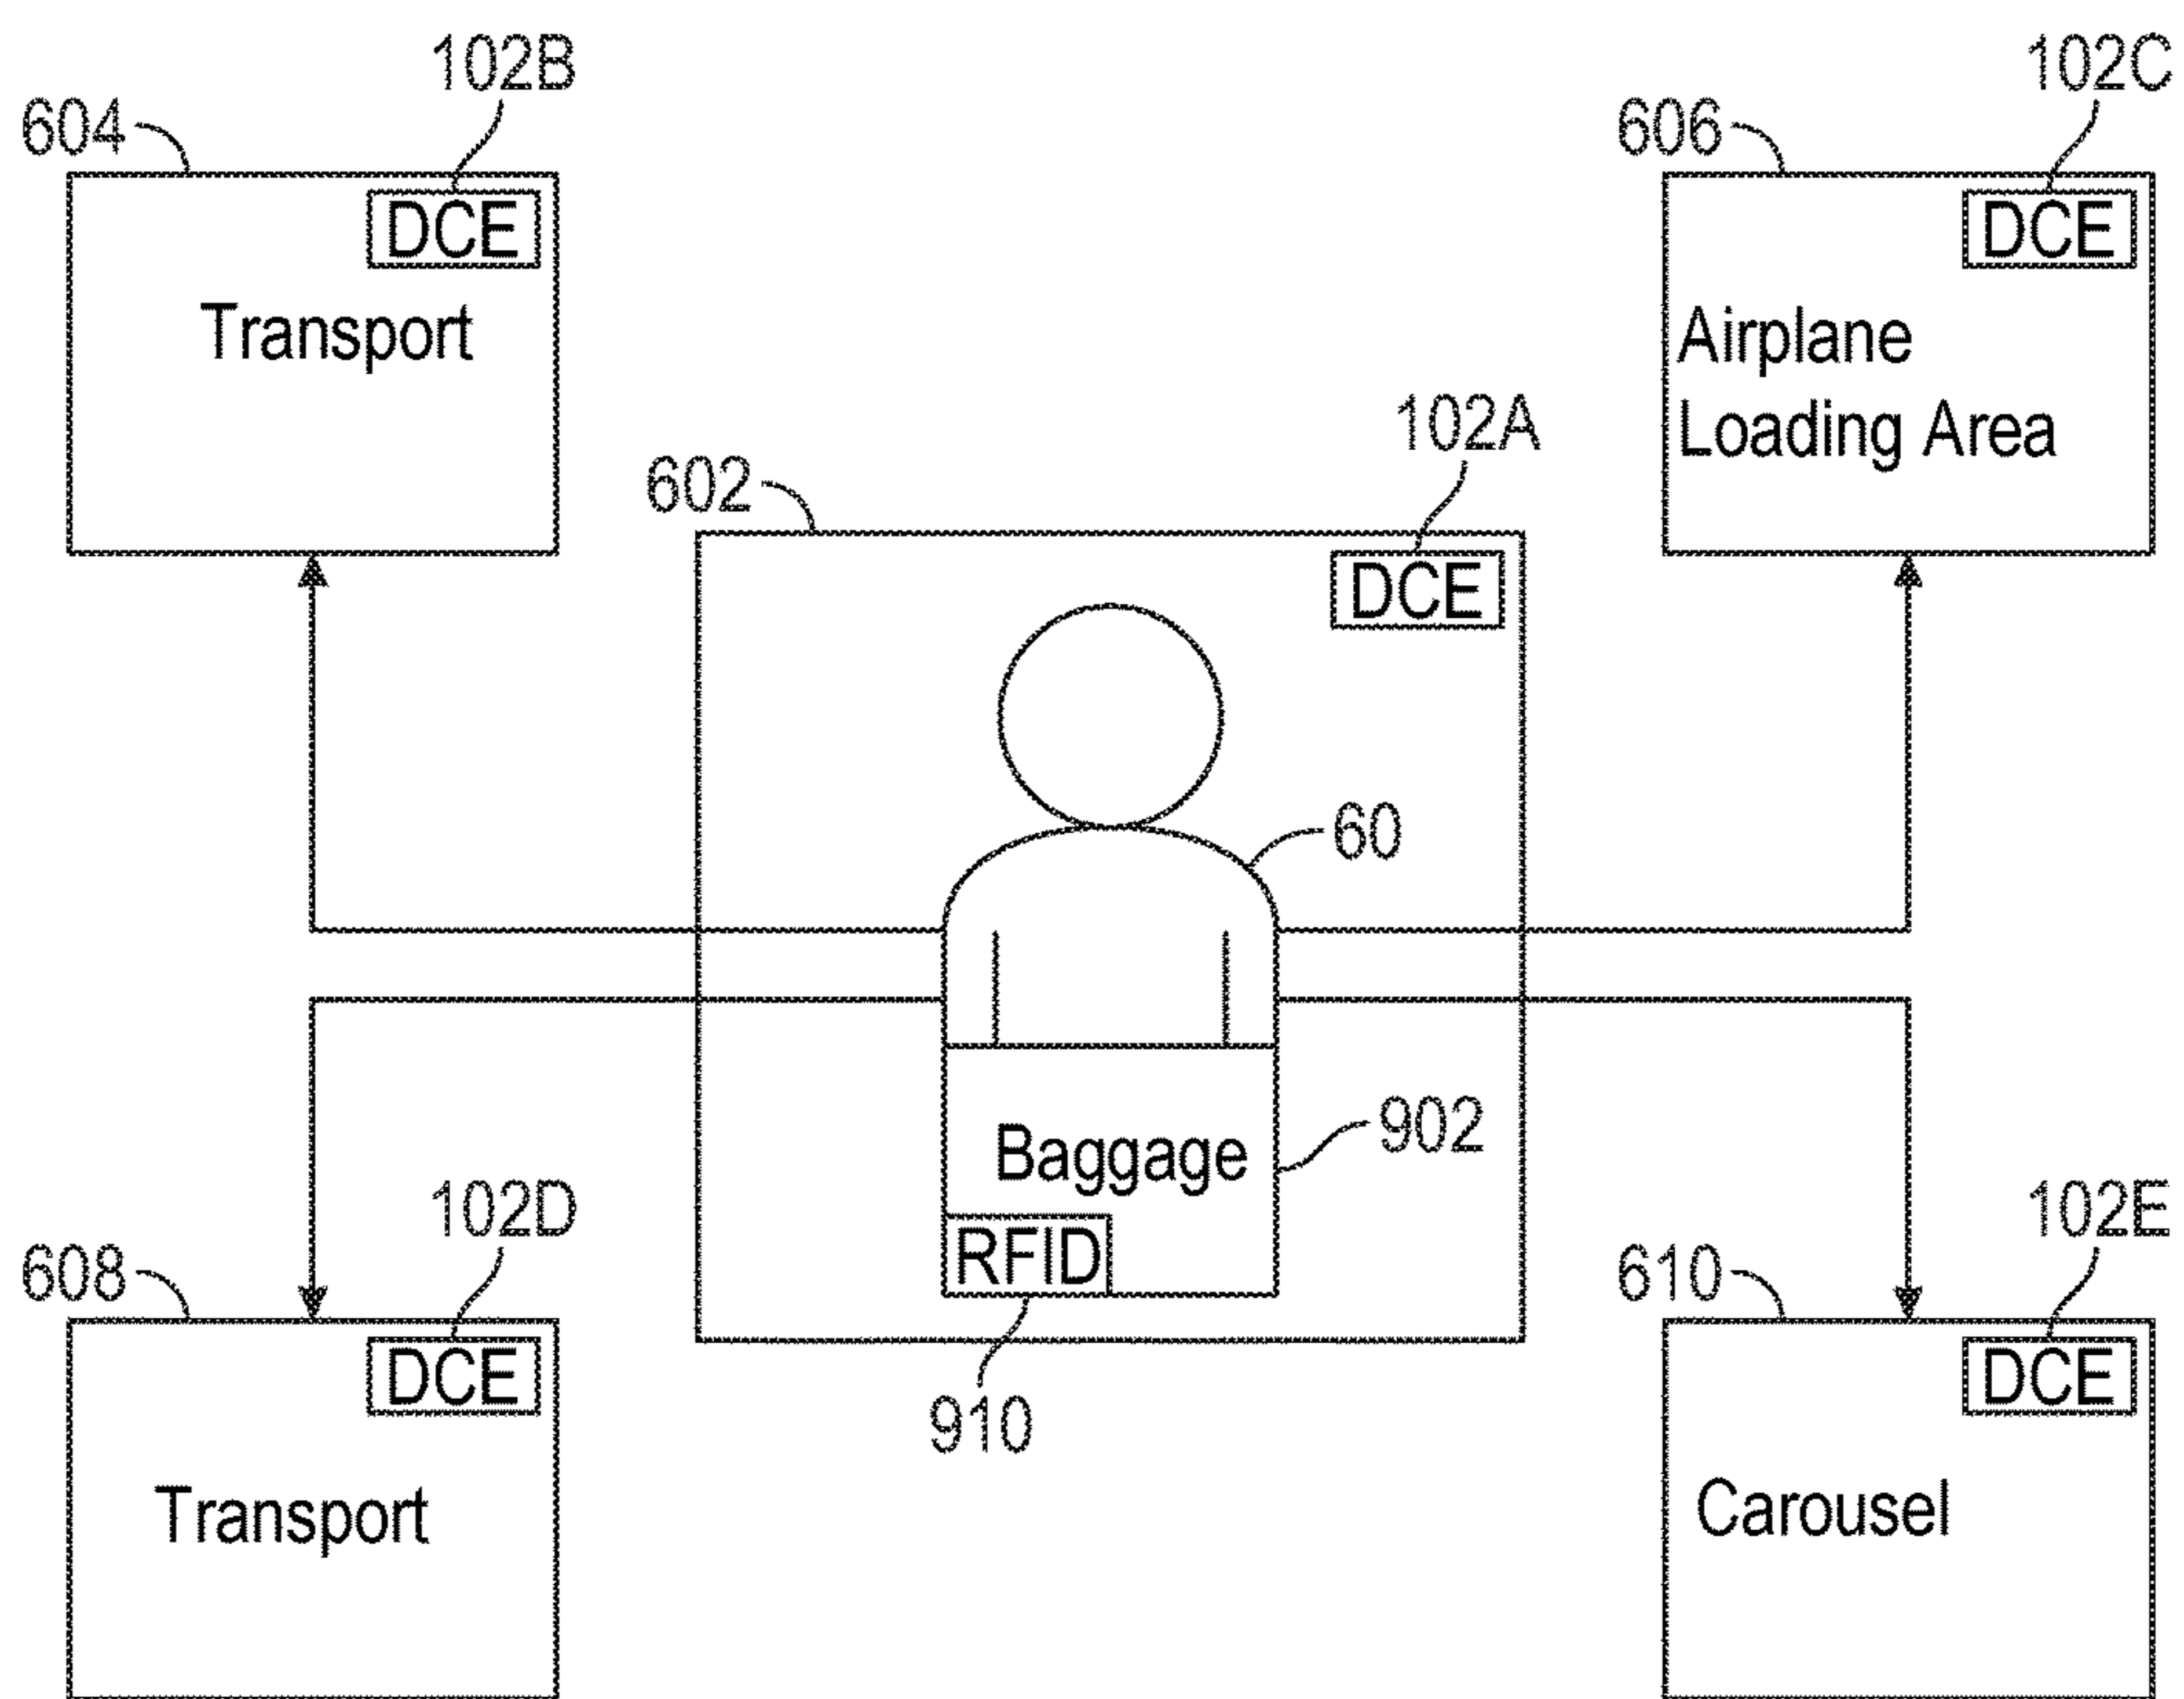 102B
604
DCE
Transport
102C
606
DCE
Airplane
Loading Area
102A
602
DCE
60
Baggage
902
RFID
910
102D
608
DCE
Transport
102E
610
DCE
Carousel